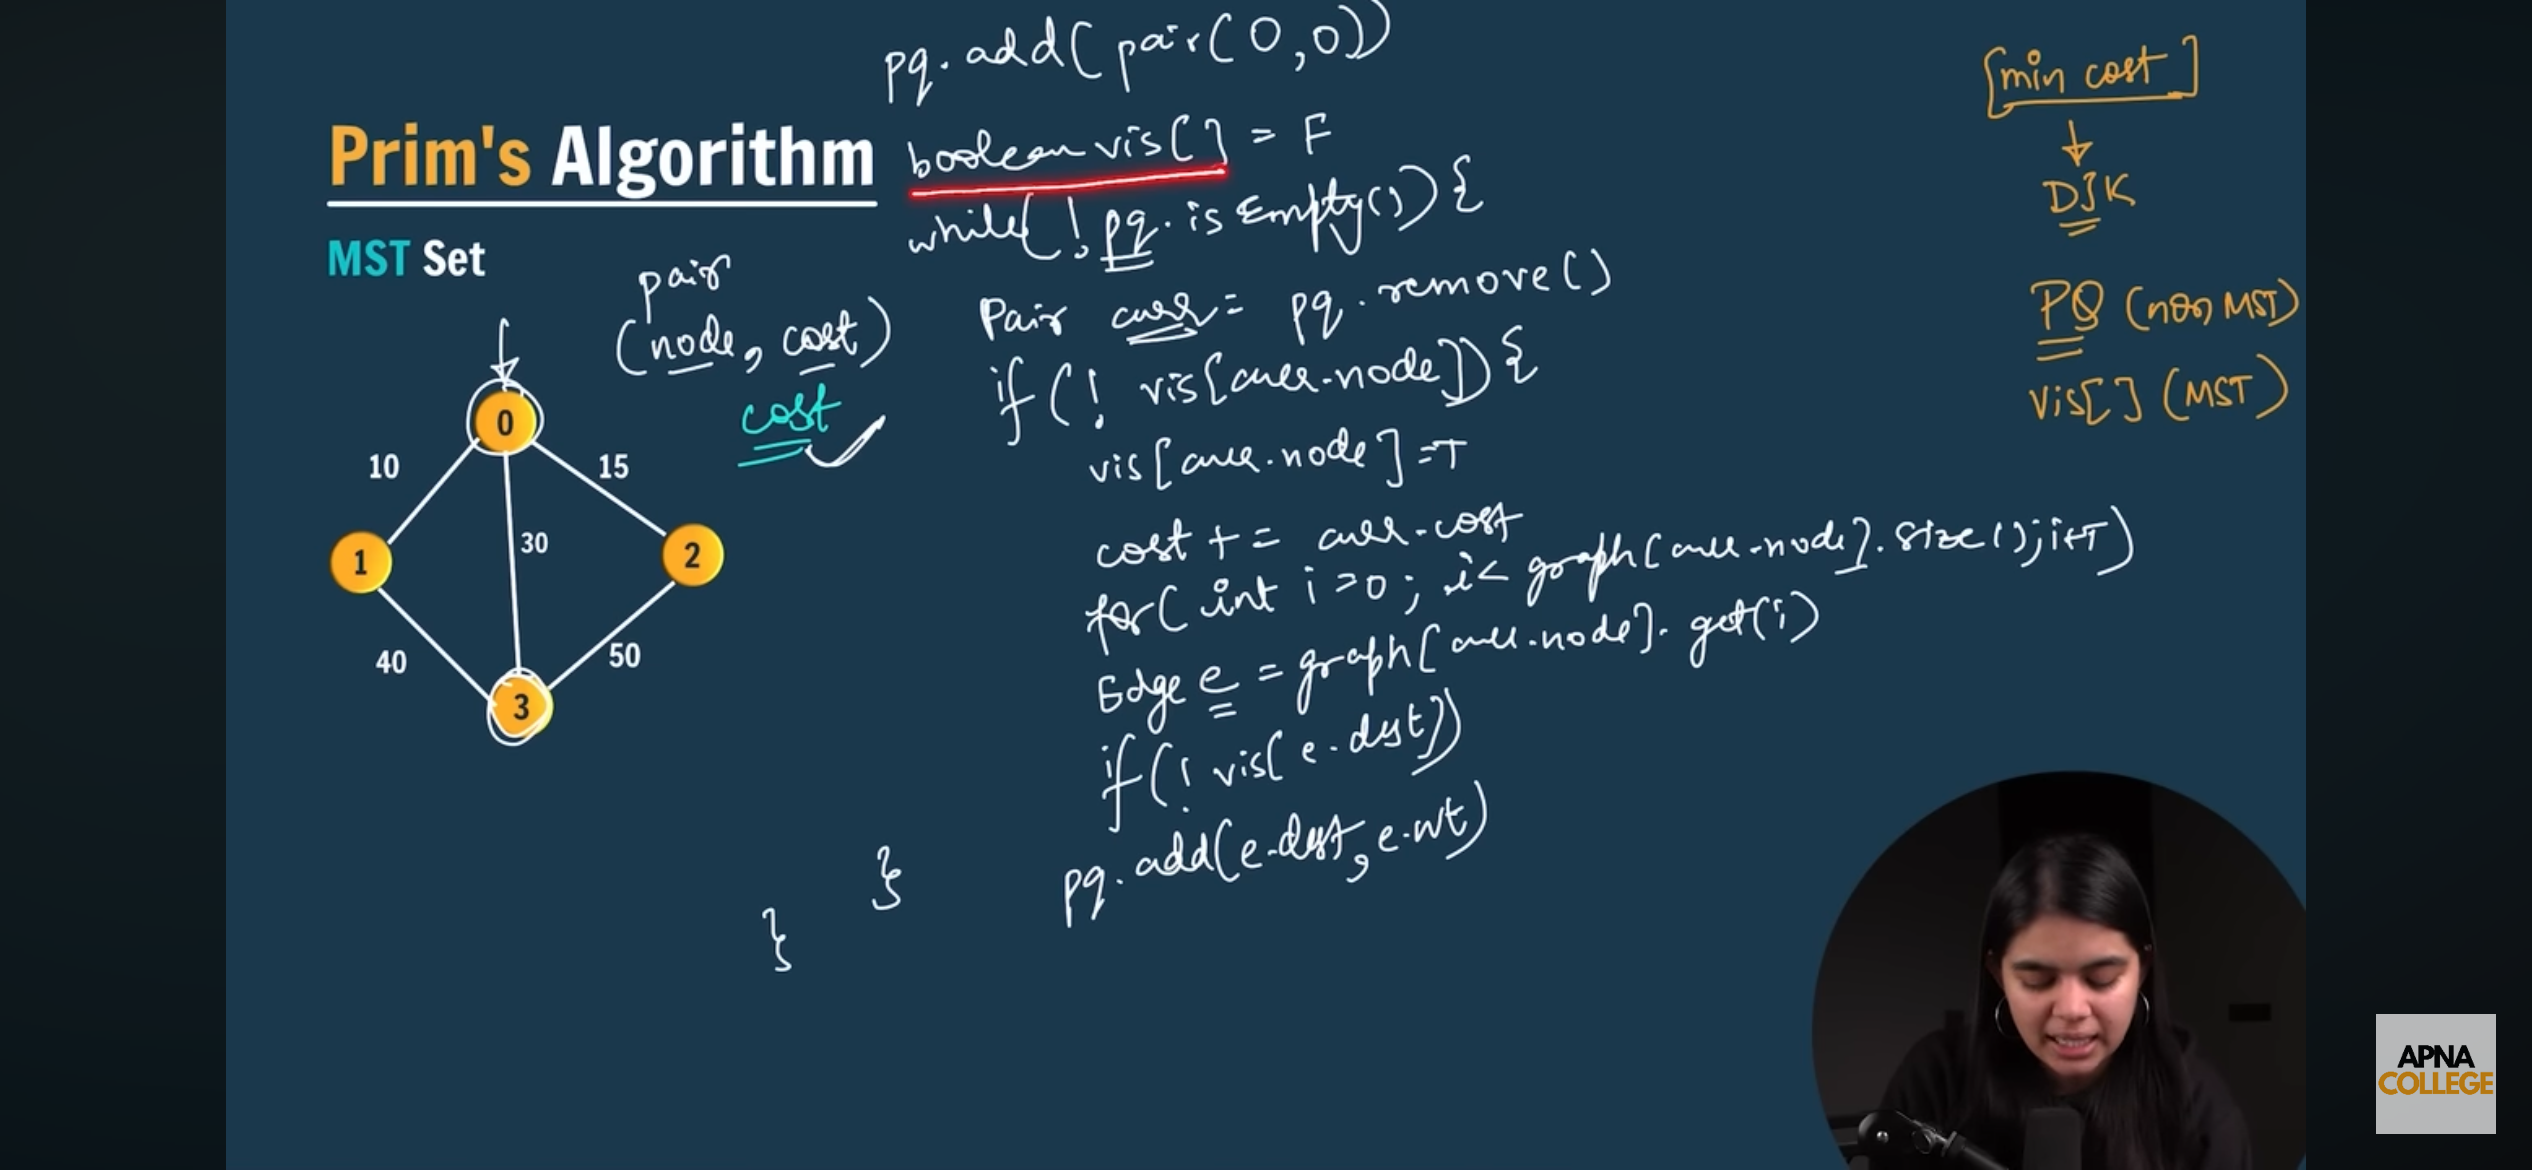 pq.add(pair(0,0))
Prim's Algorithm
boolean vis[] = F
while(!pq.isEmpty()){
MST Set
pair
(node, cost)
cost
Pair curr = pq.remove()
if(! vis[curr.node]){
vis[curr.node]=T
cost += curr.cost
for(int i=0; i< graph[curr.node].size();i++)
Edge e = graph[curr.node].get(i)
if(! vis[e.dest])
pq.add(e.dest, e.wt)
}
}
0
10
15
1
30
2
40
50
3
[min cost]
↓
DJK
PQ (non MST)
vis[] (MST)
APNA
COLLEGE